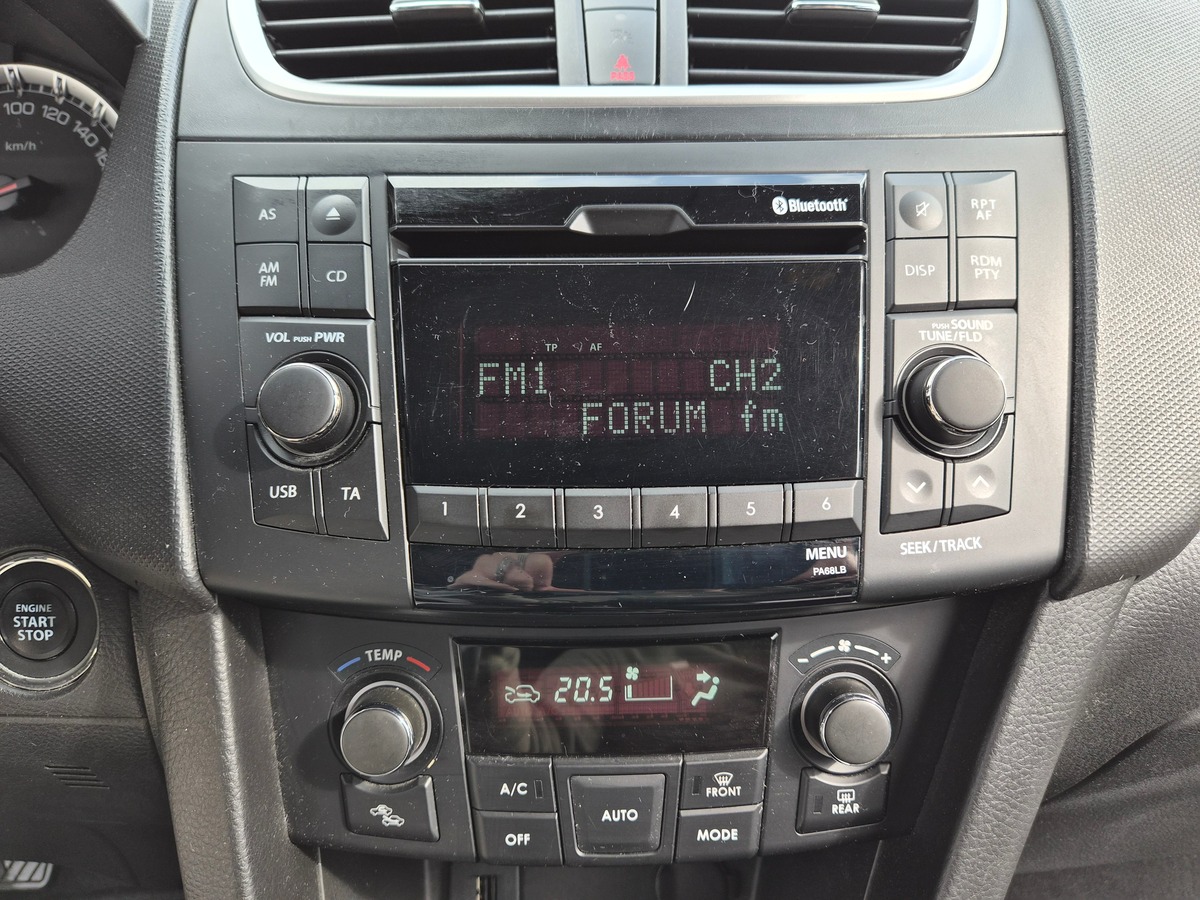 PASS
100 120 140
km/h
AS
AM
FM
CD
VOL PUSH PWR
USB
TA
Bluetooth
TP AF
FM1 CH2
FORUM fm
1 2 3 4 5 6
MENU
PA68LB
RPT
AF
DISP
RDM
PTY
PUSH SOUND
TUNE/FLD
SEEK/TRACK
ENGINE
START
STOP
TEMP
20.5
A/C
OFF
AUTO
FRONT
MODE
REAR